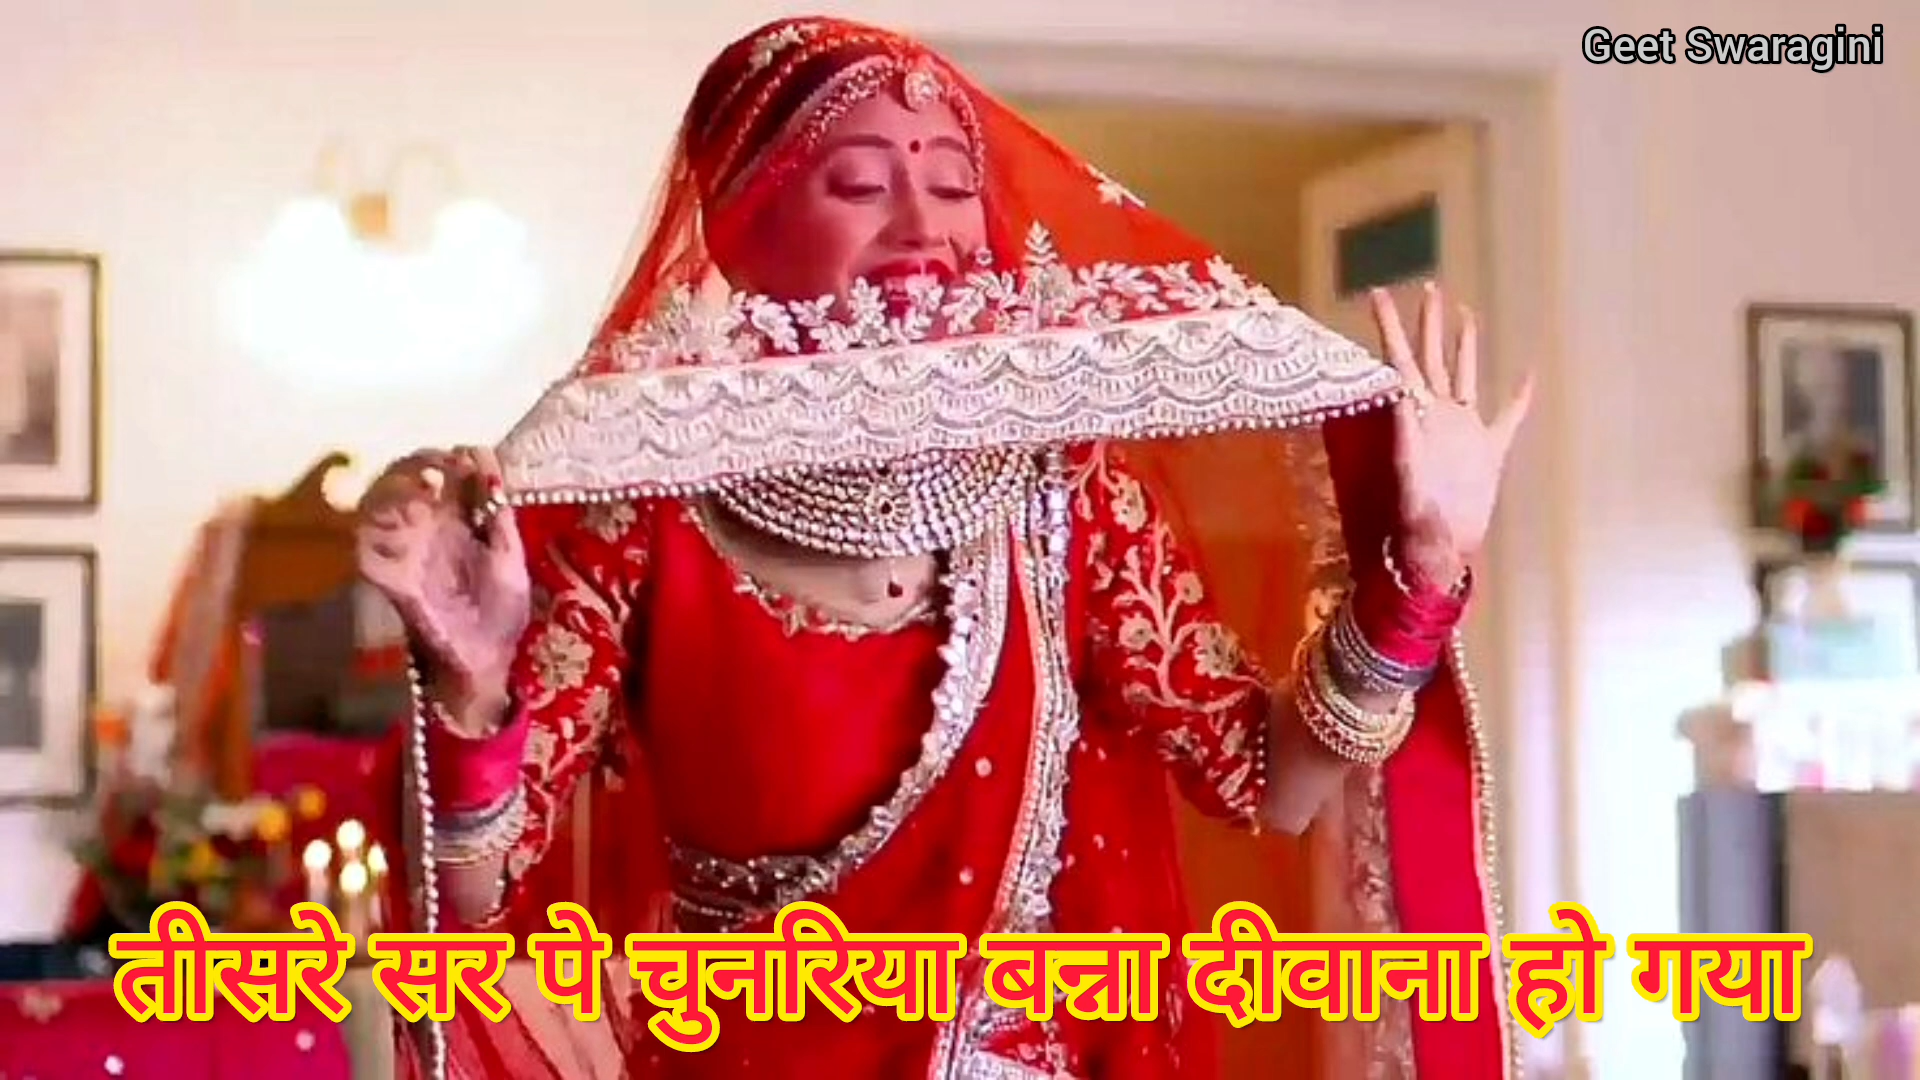 Geet Swaragini
तीसरे सर पे चुनरिया बन्ना दीवाना हो गया